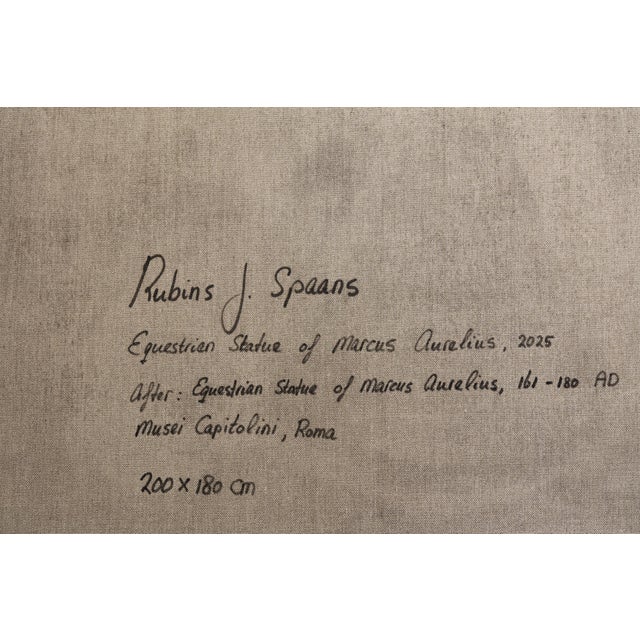 Rubins J. Spaans
Equestrian Statue of Marcus Aurelius, 2025
After: Equestrian Statue of Marcus Aurelius, 161 - 180 AD
Musei Capitolini, Roma
200 x 180 cm